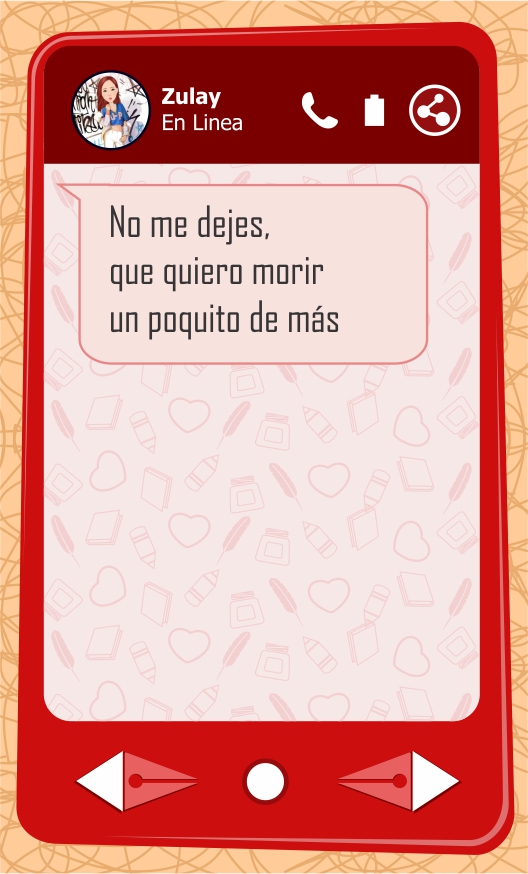 Zulay
En Linea
No me dejes,
que quiero morir
un poquito de más